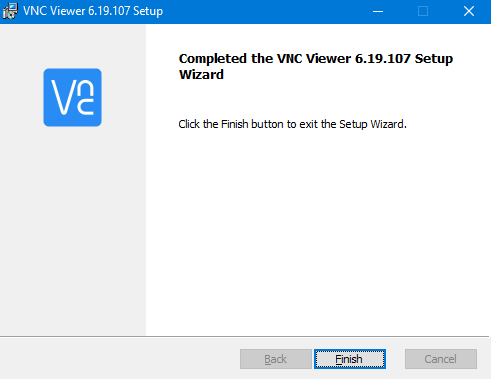 VNC Viewer 6.19.107 Setup
Completed the VNC Viewer 6.19.107 Setup
Wizard
Vnc
Click the Finish button to exit the Setup Wizard.
Back
Finish
Cancel